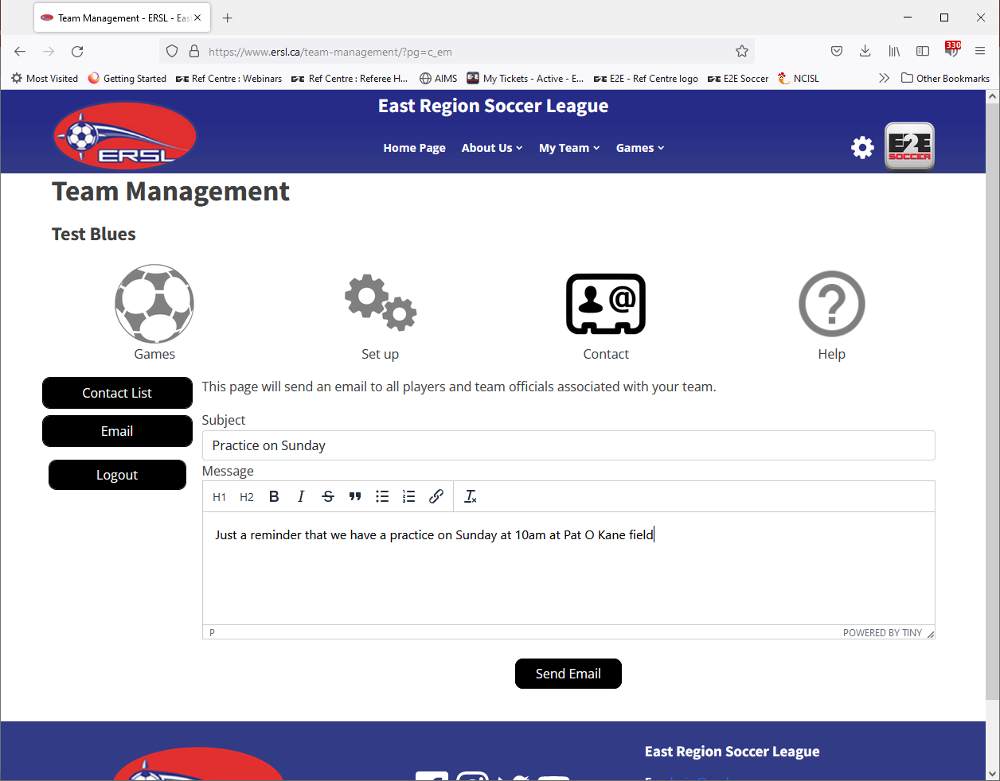 Team Management - ERSL - Eas
https://www.ersl.ca/team-management/?pg=c_em
330
Most Visited Getting Started Ref Centre : Webinars Ref Centre : Referee H... AIMS My Tickets - Active - E... E2E - Ref Centre logo E2E Soccer NCISL Other Bookmarks
East Region Soccer League
ERSL
Home Page About Us My Team Games
E2E
SOCCER
Team Management
Test Blues
Games Set up Contact Help
Contact List
This page will send an email to all players and team officials associated with your team.
Email
Subject
Practice on Sunday
Logout
Message
H1 H2 B I S
Just a reminder that we have a practice on Sunday at 10am at Pat O Kane field
P
POWERED BY TINY
Send Email
East Region Soccer League